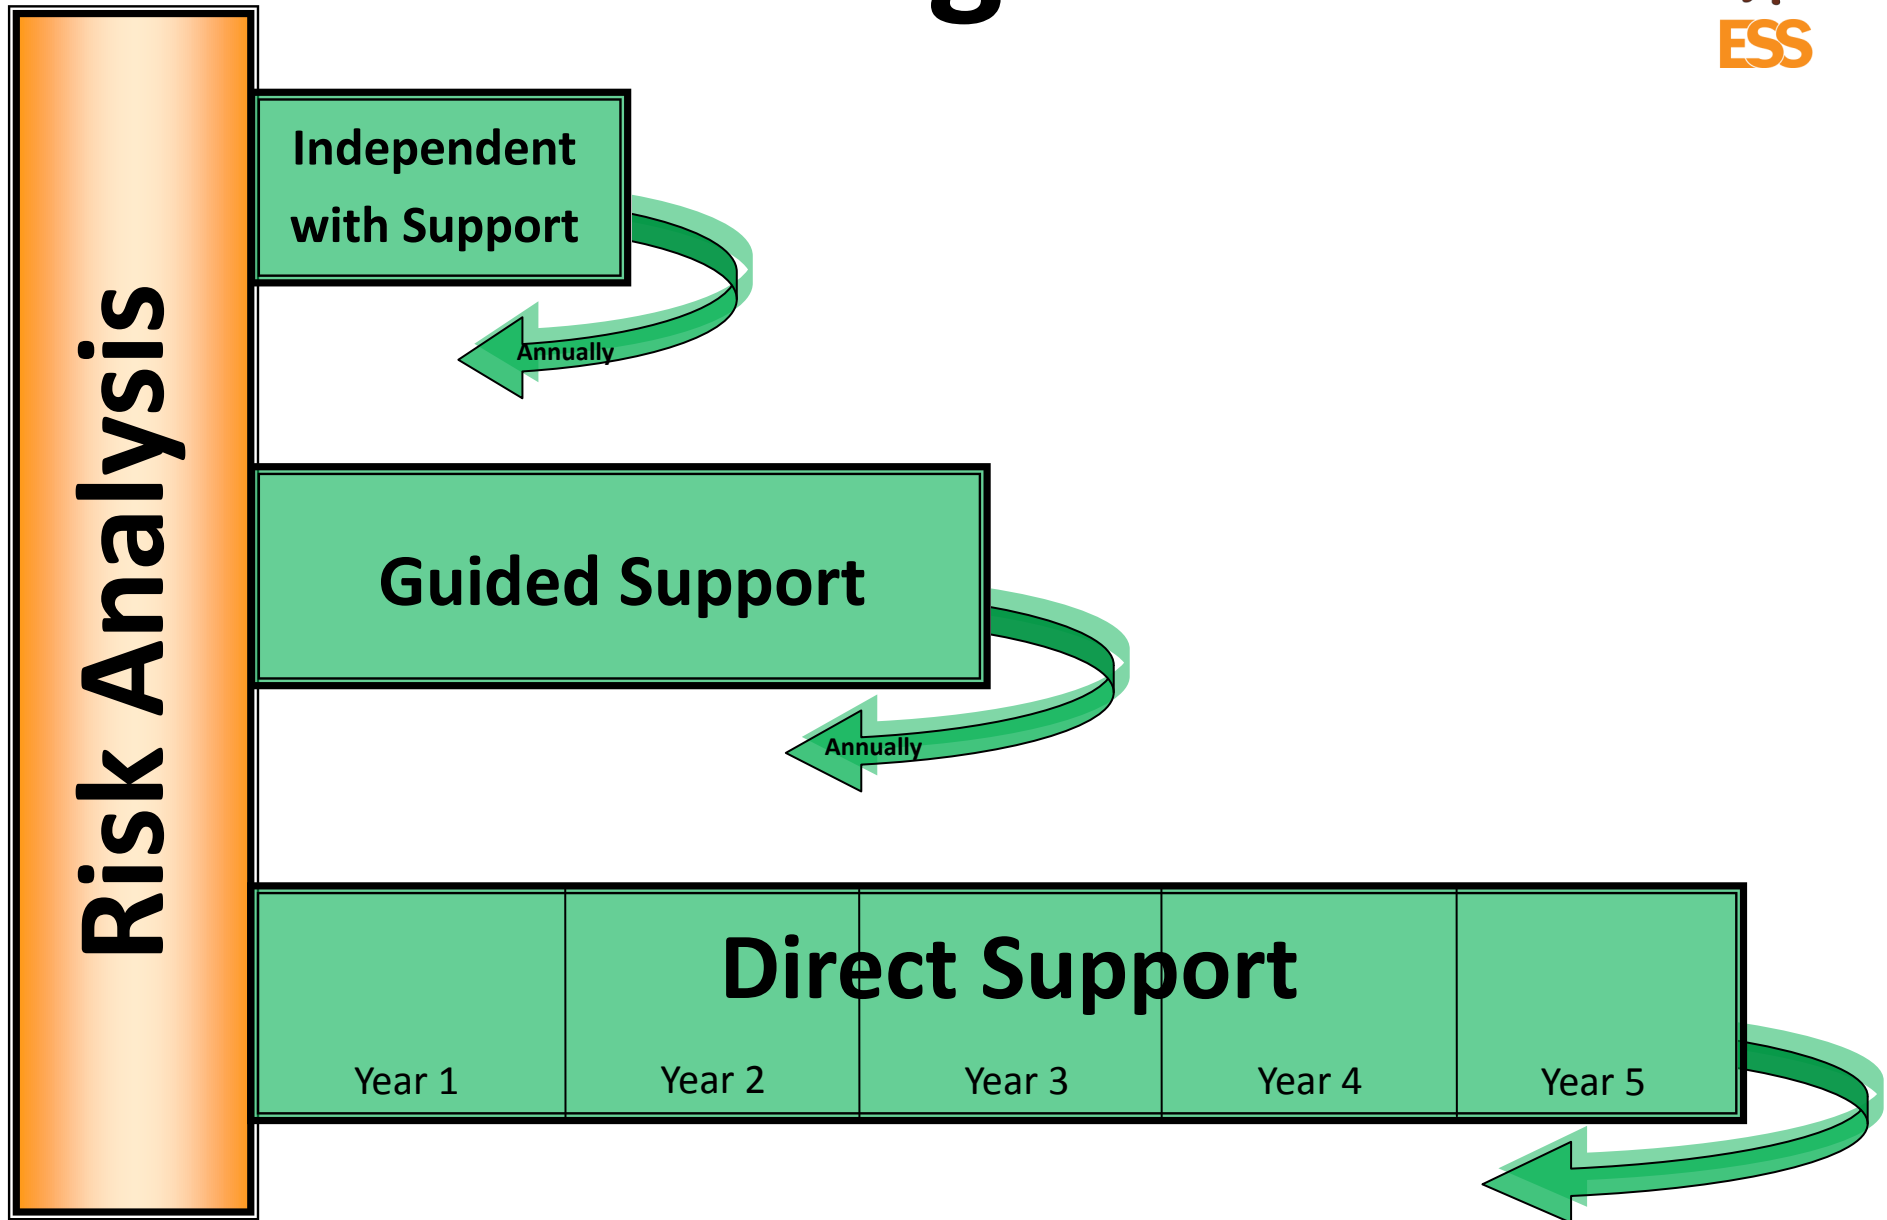 ESS
Risk Analysis
Independent
with Support
Annually
Guided Support
Annually
Direct Support
Year 1 Year 2 Year 3 Year 4 Year 5